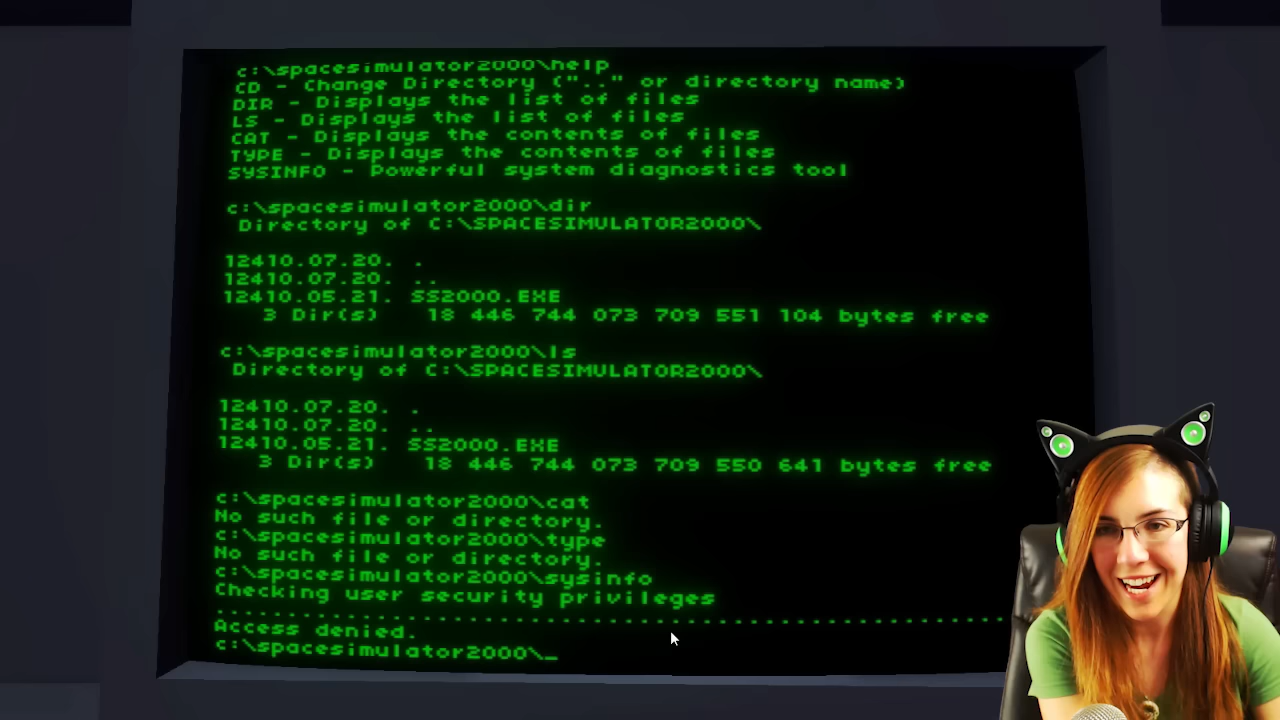 c:\spacesimulator2000\help
CD - Change Directory (".." or directory name)
DIR - Displays the list of files
LS - Displays the list of files
CAT - Displays the contents of files
TYPE - Displays the contents of files
SYSINFO - Powerful system diagnostics tool
c:\spacesimulator2000\dir
Directory of C:\SPACESIMULATOR2000\
12410.07.20. .
12410.07.20. ..
12410.05.21. SS2000.EXE
3 Dir(s) 18 446 744 073 709 551 104 bytes free
c:\spacesimulator2000\ls
Directory of C:\SPACESIMULATOR2000\
12410.07.20. .
12410.07.20. ..
12410.05.21. SS2000.EXE
3 Dir(s) 18 446 744 073 709 550 641 bytes free
c:\spacesimulator2000\cat
No such file or directory.
c:\spacesimulator2000\type
No such file or directory.
c:\spacesimulator2000\sysinfo
Checking user security privileges
................................................................
Access denied.
c:\spacesimulator2000\_